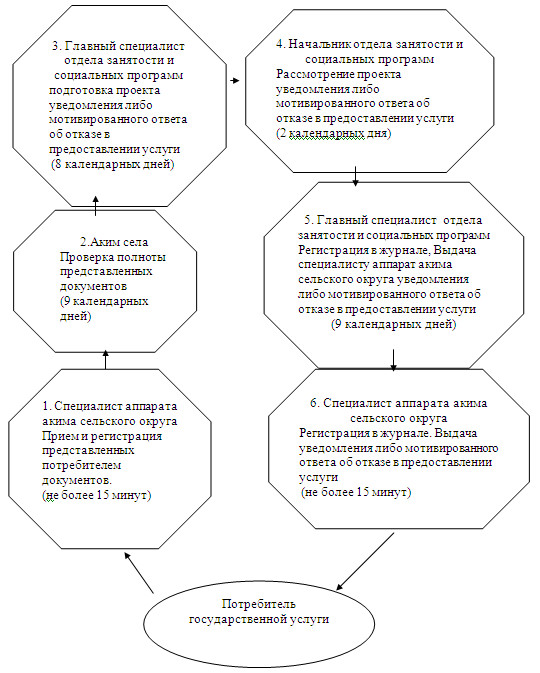 3. Главный специалист
отдела занятости и
социальных программ
подготовка проекта
уведомления либо
мотивированного ответа
об отказе в
предоставлении услуги
(8 календарных дней)
4. Начальник отдела занятости и
социальных программ
Рассмотрение проекта
уведомления либо
мотивированного ответа об
отказе в предоставлении услуги
(2 календарных дня)
2.Аким села
Проверка полноты
представленных
документов
(9 календарных
дней)
5. Главный специалист отдела
занятости и социальных программ
Регистрация в журнале, Выдача
специалисту аппарат акима
сельского округа уведомления
либо мотивированного ответа об
отказе в предоставлении услуги
(9 календарных дней)
1. Специалист аппарата
акима сельского округа
Прием и регистрация
представленных
потребителем
документов.
(не более 15 минут)
6. Специалист аппарата акима
сельского округа
Регистрация в журнале. Выдача
уведомления либо мотивированного
ответа об отказе в предоставлении
услуги
(не более 15 минут)
Потребитель
государственной услуги